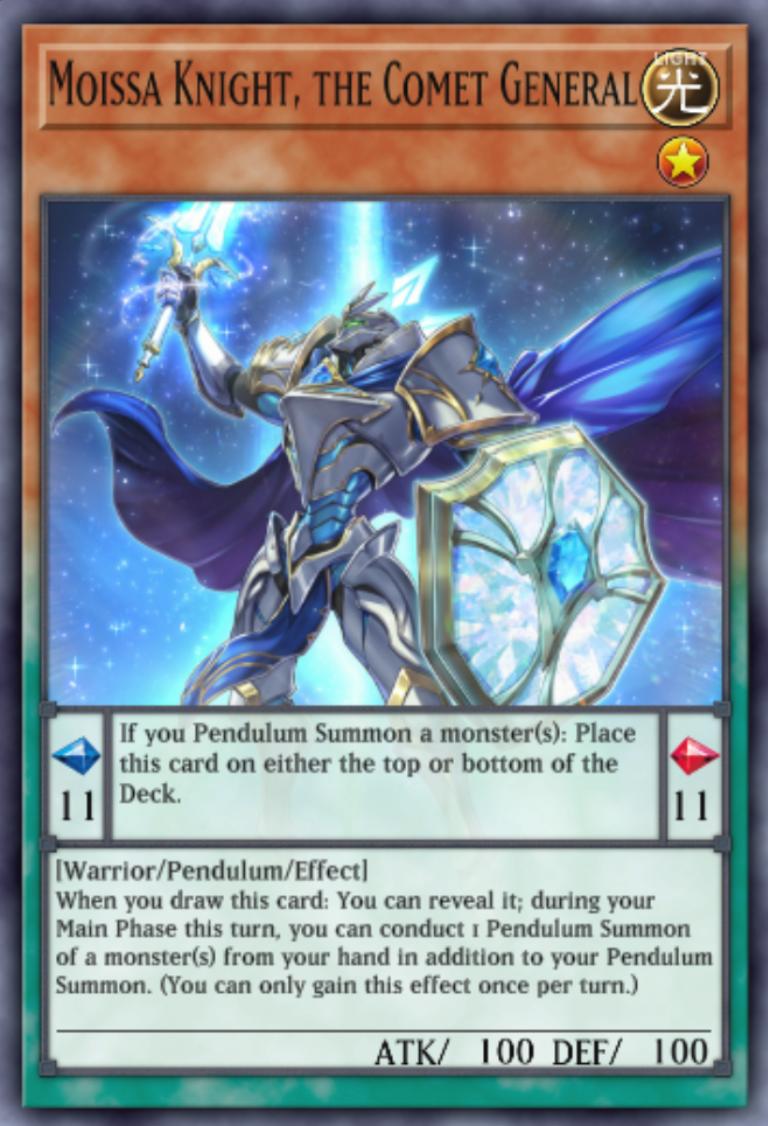 Moissa Knight, the Comet General
LIGHT
光
If you Pendulum Summon a monster(s): Place
this card on either the top or bottom of the
Deck.
11
11
[Warrior/Pendulum/Effect]
When you draw this card: You can reveal it; during your
Main Phase this turn, you can conduct 1 Pendulum Summon
of a monster(s) from your hand in addition to your Pendulum
Summon. (You can only gain this effect once per turn.)
ATK/ 100 DEF/ 100